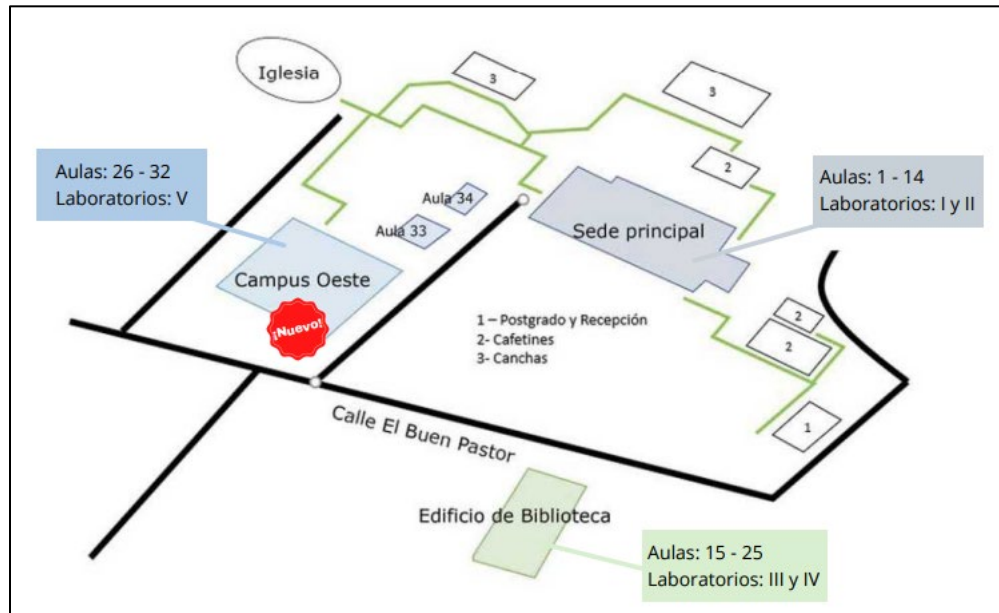 Iglesia
3
3
Aulas: 26 - 32
Laboratorios: V
2
Aulas: 1 - 14
Laboratorios: I y II
Aula 34
Aula 33
Sede principal
Campus Oeste
¡Nuevo!
1 – Postgrado y Recepción
2- Cafetines
3- Canchas
2
2
1
Calle El Buen Pastor
Edificio de Biblioteca
Aulas: 15 - 25
Laboratorios: III y IV